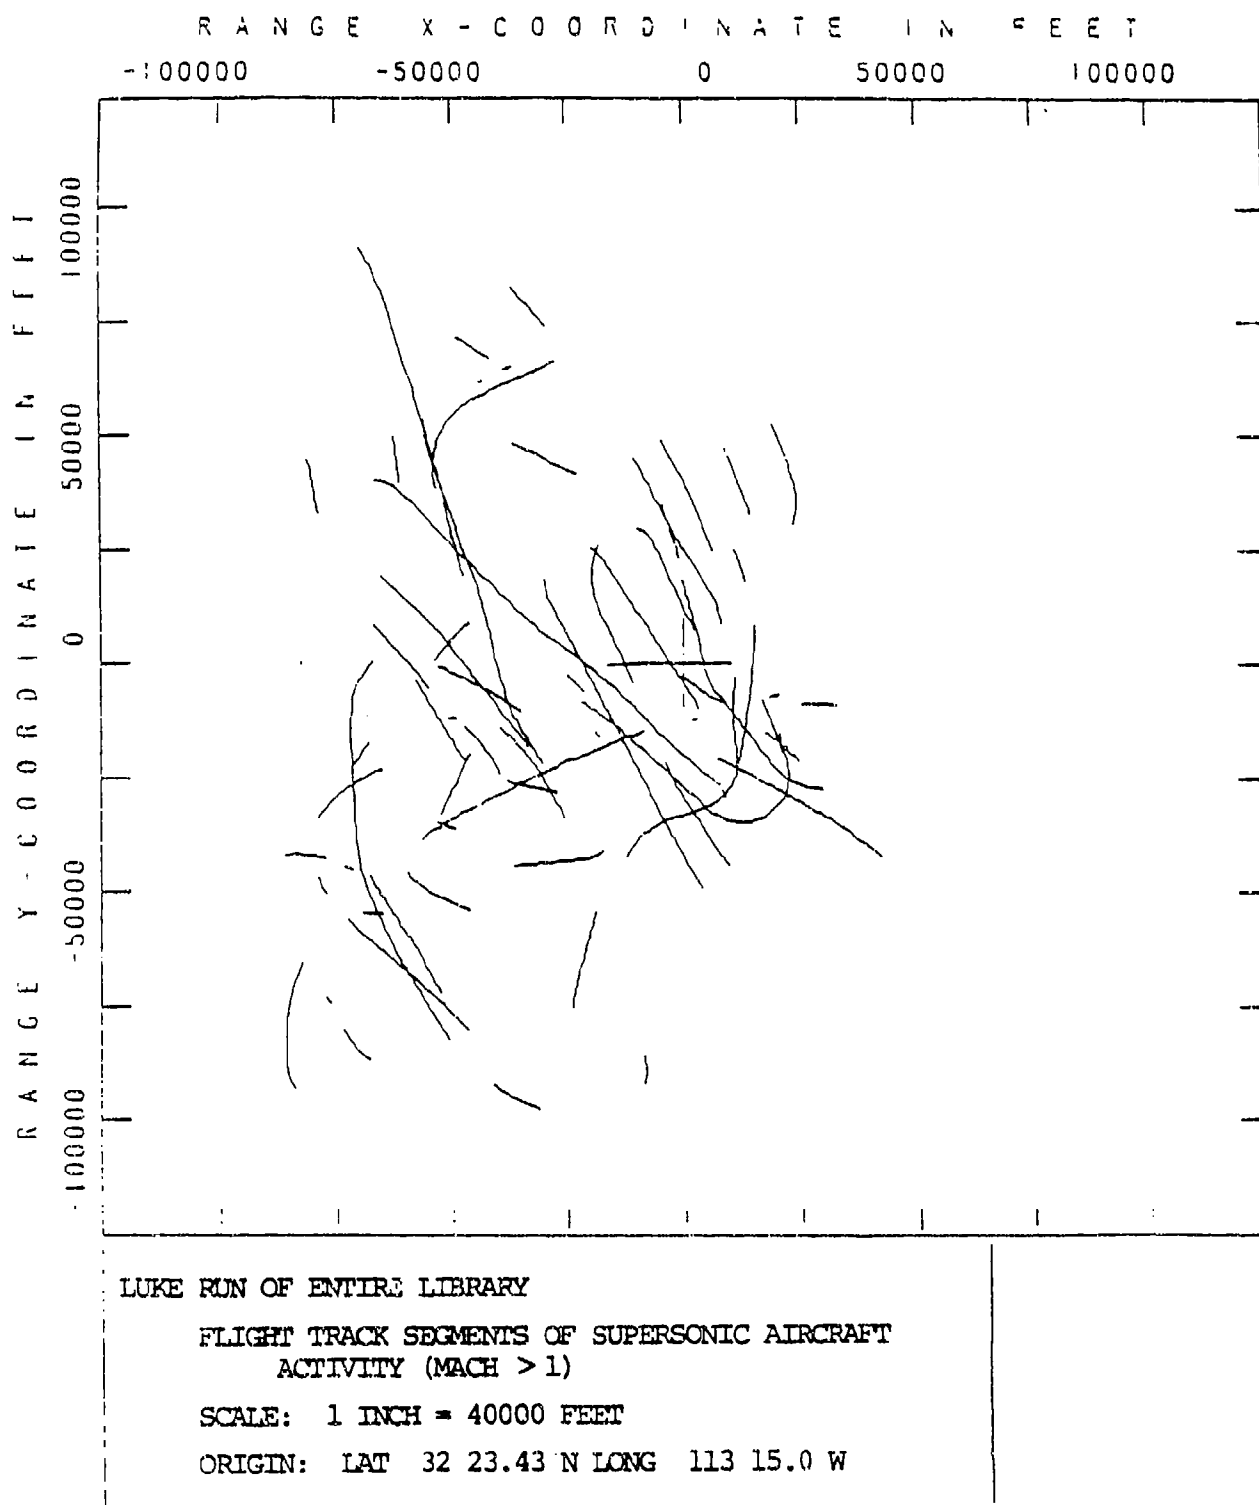 RANGE X-COORDINATE IN FEET
-100000 -50000 0 50000 100000
RANGE Y-COORDINATE IN FEET
100000
50000
0
-50000
-100000
LUKE RUN OF ENTIRE LIBRARY
FLIGHT TRACK SEGMENTS OF SUPERSONIC AIRCRAFT
ACTIVITY (MACH > 1)
SCALE: 1 INCH = 40000 FEET
ORIGIN: LAT 32 23.43 N LONG 113 15.0 W